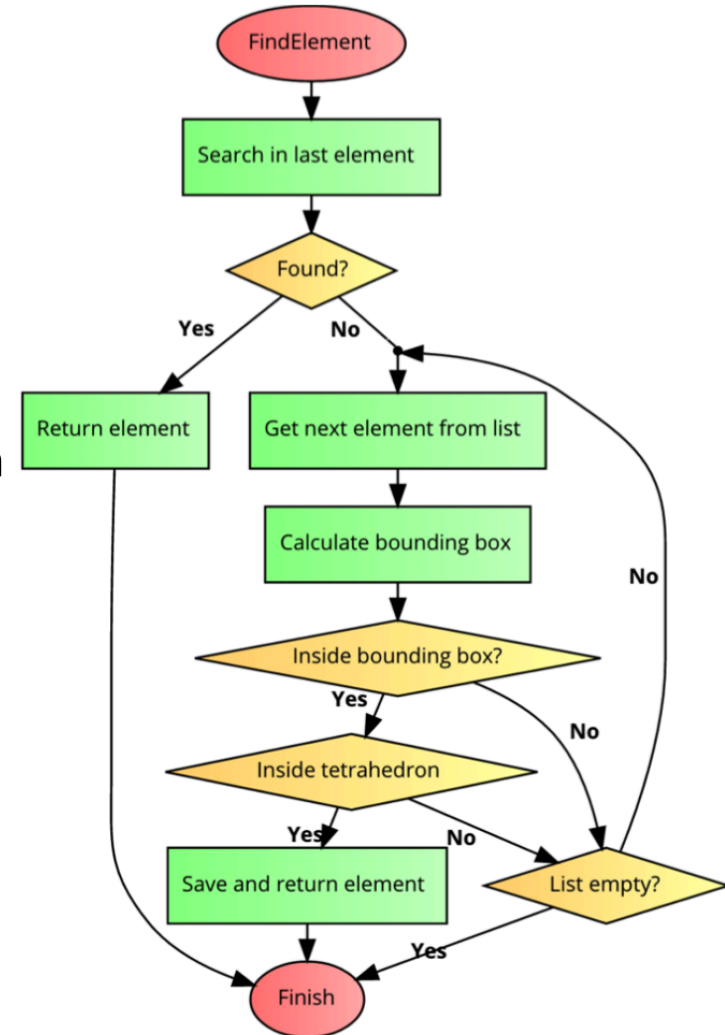 FindElement
Search in last element
Found?
Yes
No
Return element
Get next element from list
Calculate bounding box
No
Inside bounding box?
Yes
No
Inside tetrahedron
Yes
No
Save and return element
List empty?
Yes
Finish